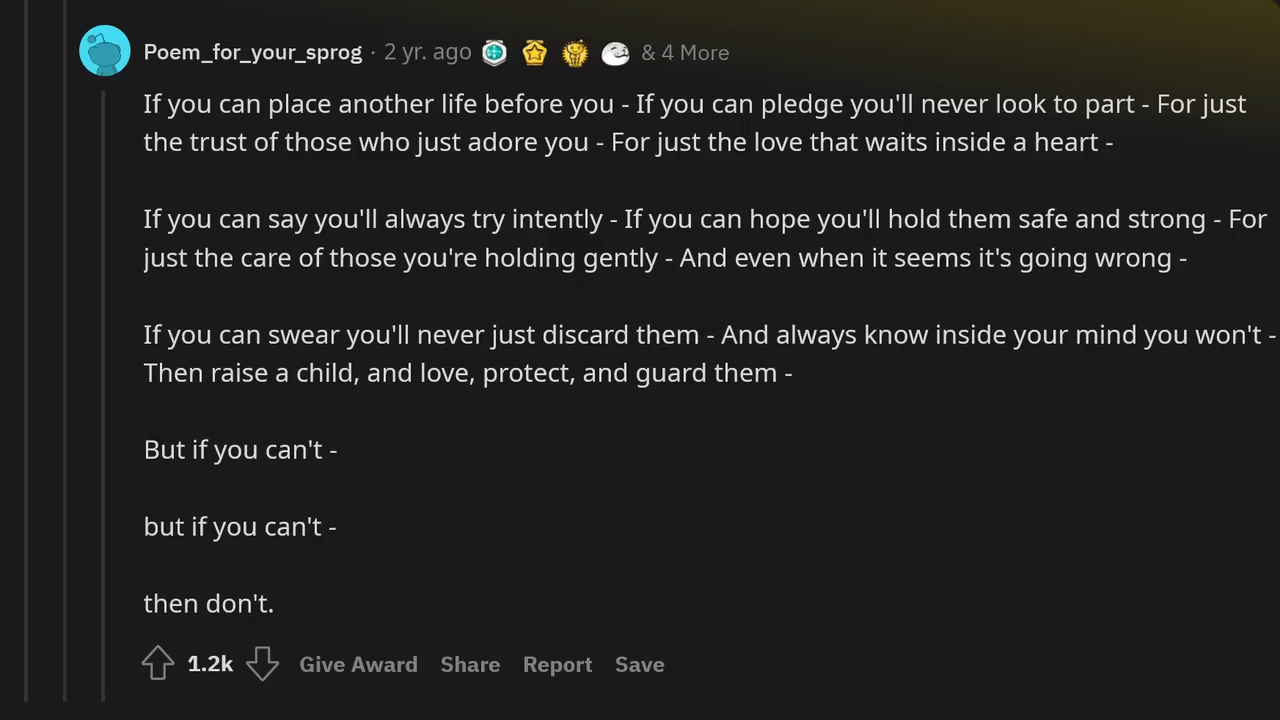 Poem_for_your_sprog · 2 yr. ago & 4 More
If you can place another life before you - If you can pledge you'll never look to part - For just
the trust of those who just adore you - For just the love that waits inside a heart -
If you can say you'll always try intently - If you can hope you'll hold them safe and strong - For
just the care of those you're holding gently - And even when it seems it's going wrong -
If you can swear you'll never just discard them - And always know inside your mind you won't -
Then raise a child, and love, protect, and guard them -
But if you can't -
but if you can't -
then don't.
1.2k Give Award Share Report Save